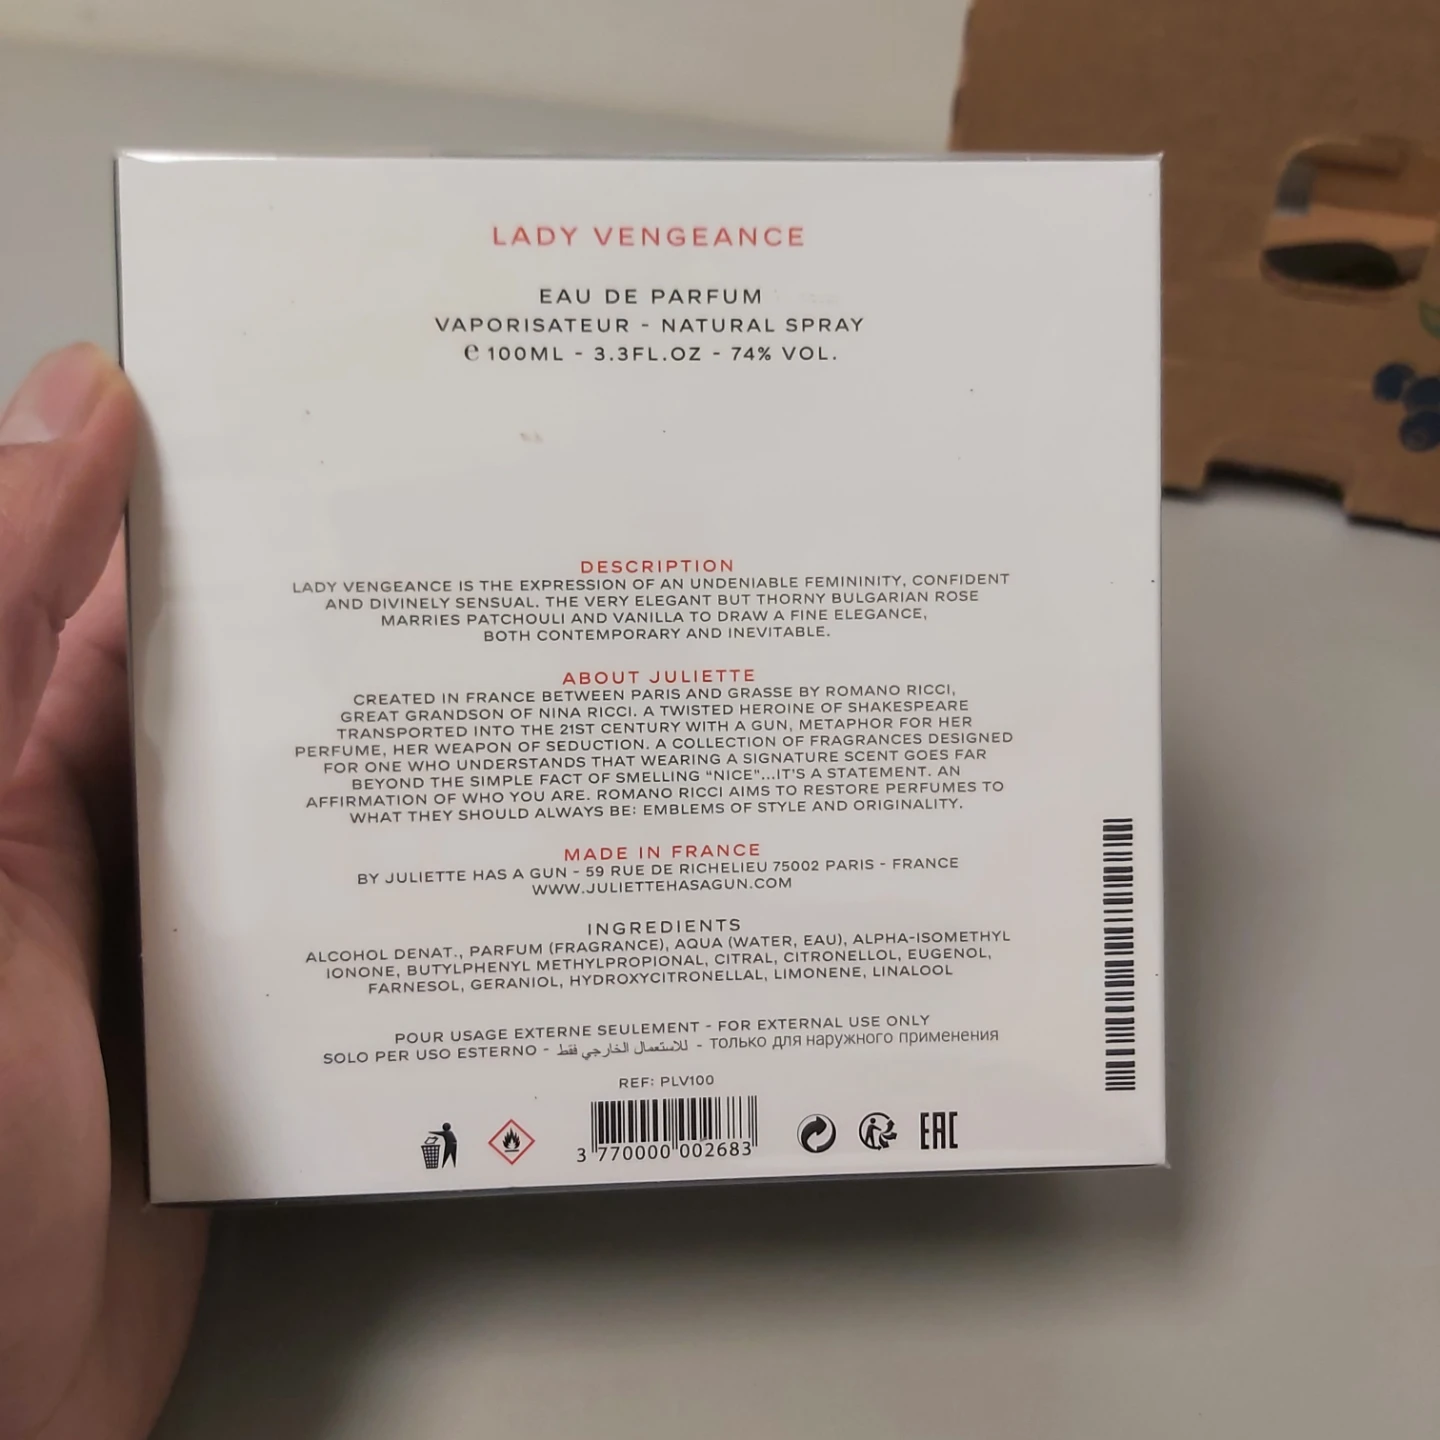 LADY VENGEANCE
EAU DE PARFUM
VAPORISATEUR - NATURAL SPRAY
℮ 100ML - 3.3FL.OZ - 74% VOL.
DESCRIPTION
LADY VENGEANCE IS THE EXPRESSION OF AN UNDENIABLE FEMININITY, CONFIDENT
AND DIVINELY SENSUAL. THE VERY ELEGANT BUT THORNY BULGARIAN ROSE
MARRIES PATCHOULI AND VANILLA TO DRAW A FINE ELEGANCE,
BOTH CONTEMPORARY AND INEVITABLE.
ABOUT JULIETTE
CREATED IN FRANCE BETWEEN PARIS AND GRASSE BY ROMANO RICCI,
GREAT GRANDSON OF NINA RICCI. A TWISTED HEROINE OF SHAKESPEARE
TRANSPORTED INTO THE 21ST CENTURY WITH A GUN, METAPHOR FOR HER
PERFUME, HER WEAPON OF SEDUCTION. A COLLECTION OF FRAGRANCES DESIGNED
FOR ONE WHO UNDERSTANDS THAT WEARING A SIGNATURE SCENT GOES FAR
BEYOND THE SIMPLE FACT OF SMELLING “NICE”...IT'S A STATEMENT. AN
AFFIRMATION OF WHO YOU ARE. ROMANO RICCI AIMS TO RESTORE PERFUMES TO
WHAT THEY SHOULD ALWAYS BE: EMBLEMS OF STYLE AND ORIGINALITY.
MADE IN FRANCE
BY JULIETTE HAS A GUN - 59 RUE DE RICHELIEU 75002 PARIS - FRANCE
WWW.JULIETTEHASAGUN.COM
INGREDIENTS
ALCOHOL DENAT., PARFUM (FRAGRANCE), AQUA (WATER, EAU), ALPHA-ISOMETHYL
IONONE, BUTYLPHENYL METHYLPROPIONAL, CITRAL, CITRONELLOL, EUGENOL,
FARNESOL, GERANIOL, HYDROXYCITRONELLAL, LIMONENE, LINALOOL
POUR USAGE EXTERNE SEULEMENT - FOR EXTERNAL USE ONLY
SOLO PER USO ESTERNO - للاستعمال الخارجي فقط - только для наружного применения
REF: PLV100
3 770000 002683
EAC